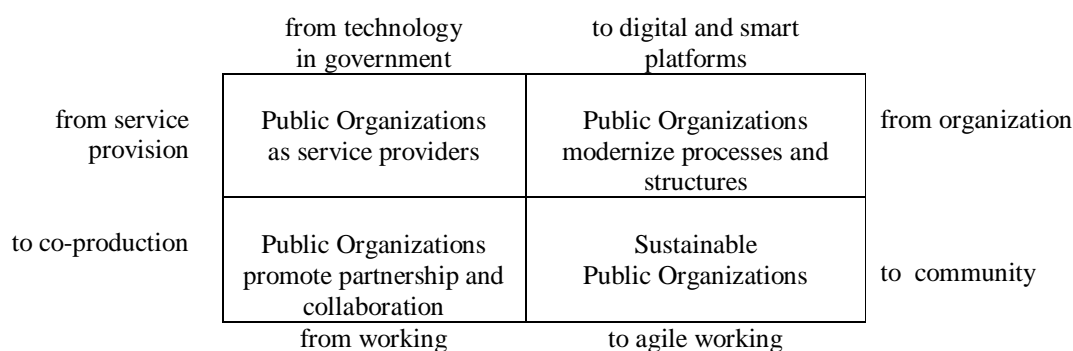 from technology
in government
to digital and smart
platforms
from service
provision
Public Organizations
as service providers
Public Organizations
modernize processes and
structures
from organization
to co-production
Public Organizations
promote partnership and
collaboration
Sustainable
Public Organizations
to community
from working
to agile working